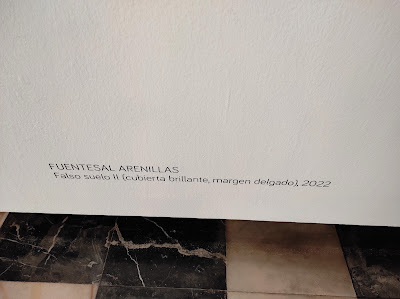 FUENTESAL ARENILLAS
Falso suelo II (cubierta brillante, margen delgado), 2022